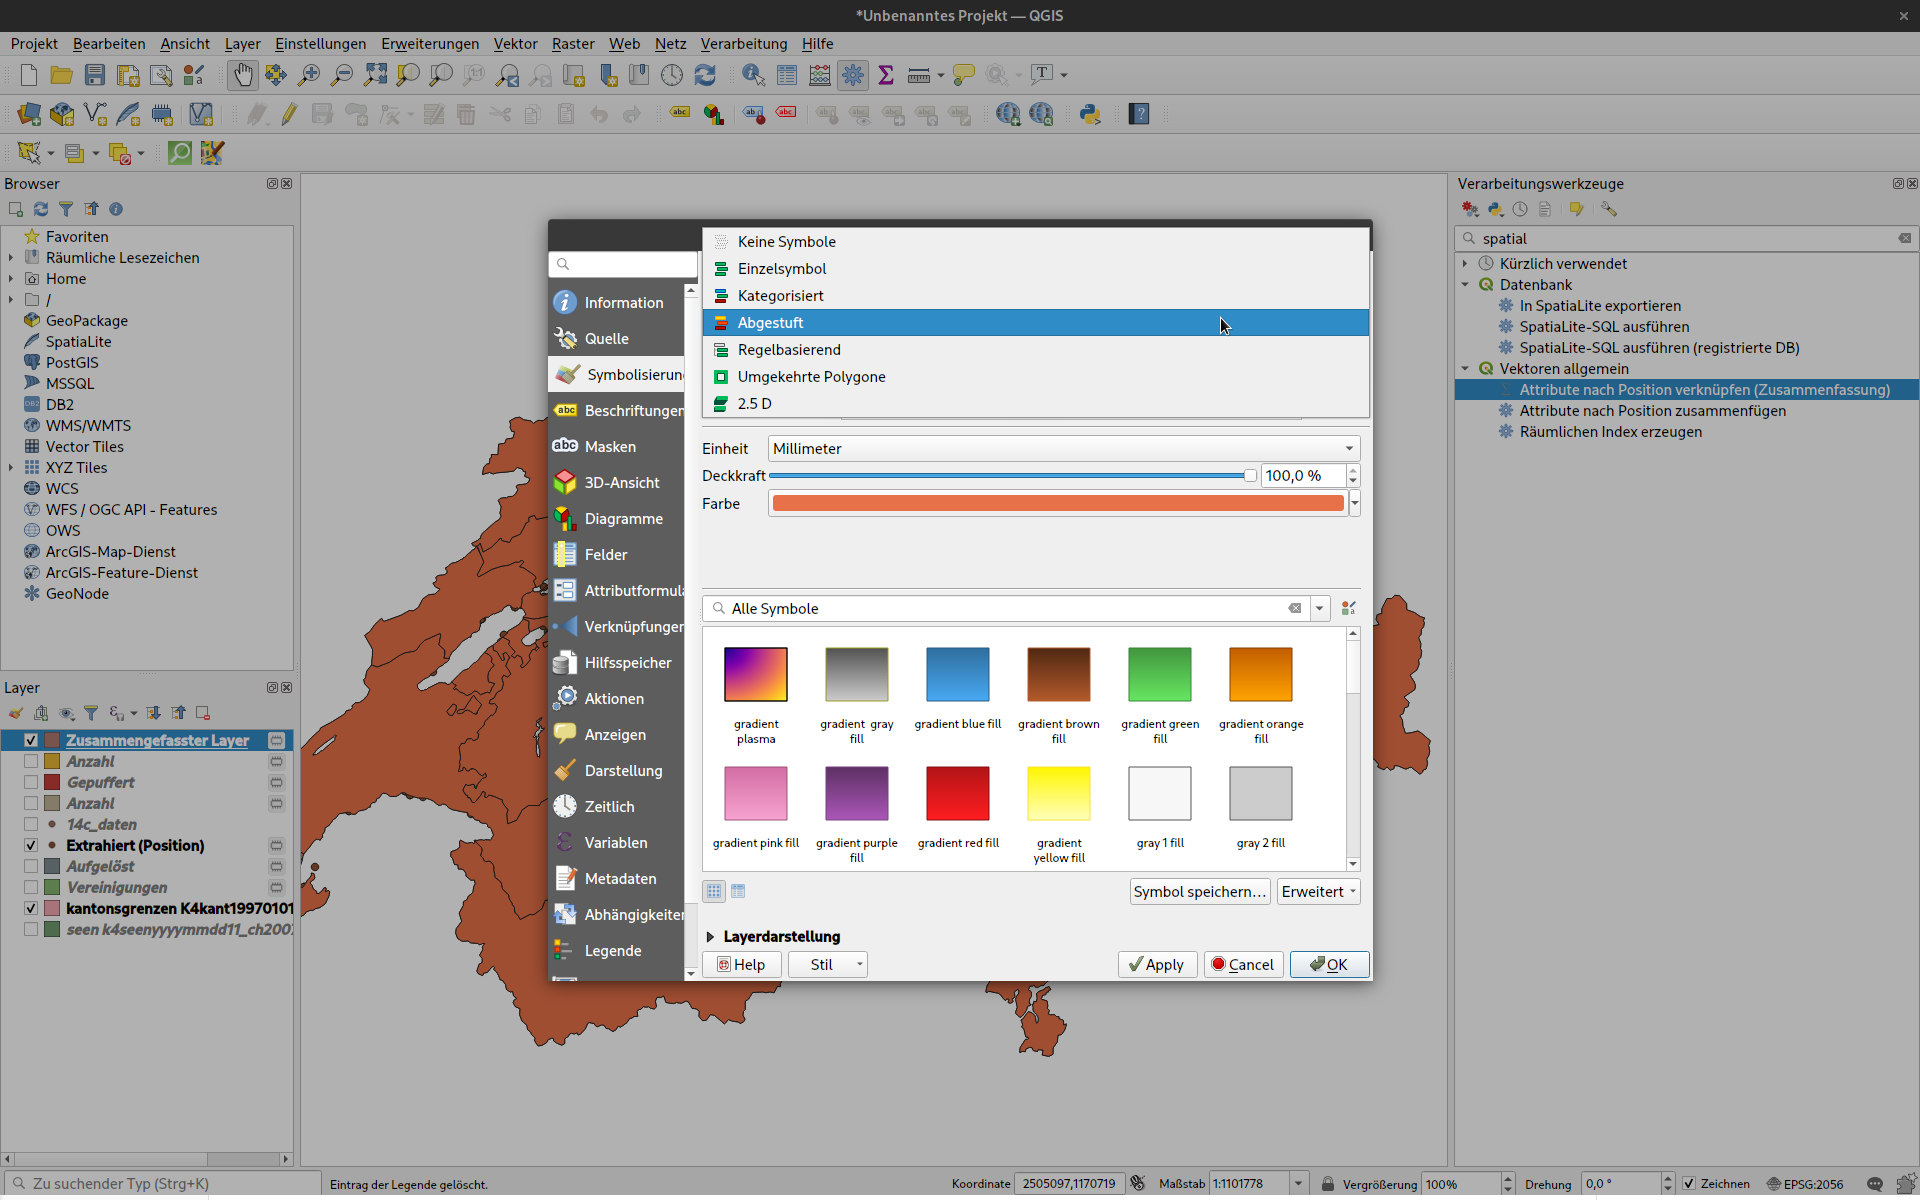 *Unbenanntes Projekt — QGIS
Projekt Bearbeiten Ansicht Layer Einstellungen Erweiterungen Vektor Raster Web Netz Verarbeitung Hilfe
Browser
Favoriten
Räumliche Lesezeichen
Home
/
GeoPackage
SpatiaLite
PostGIS
MSSQL
DB2
WMS/WMTS
Vector Tiles
XYZ Tiles
WCS
WFS / OGC API - Features
OWS
ArcGIS-Map-Dienst
ArcGIS-Feature-Dienst
GeoNode
Layer
Zusammengefasster Layer
Anzahl
Gepuffert
Anzahl
14c_daten
Extrahiert (Position)
Aufgelöst
Vereinigungen
kantonsgrenzen K4kant19970101
seen k4seenyyyymmdd11_ch200
Information
Quelle
Symbolisierun
Beschriftungen
Masken
3D-Ansicht
Diagramme
Felder
Attributformula
Verknüpfungen
Hilfsspeicher
Aktionen
Anzeigen
Darstellung
Zeitlich
Variablen
Metadaten
Abhängigkeiten
Legende
Keine Symbole
Einzelsymbol
Kategorisiert
Abgestuft
Regelbasierend
Umgekehrte Polygone
2.5 D
Einheit Millimeter
Deckkraft 100,0 %
Farbe
Alle Symbole
gradient plasma
gradient gray fill
gradient blue fill
gradient brown fill
gradient green fill
gradient orange fill
gradient pink fill
gradient purple fill
gradient red fill
gradient yellow fill
gray 1 fill
gray 2 fill
Symbol speichern... Erweitert
Layerdarstellung
Help Stil Apply Cancel OK
Verarbeitungswerkzeuge
spatial
Kürzlich verwendet
Datenbank
In SpatiaLite exportieren
SpatiaLite-SQL ausführen
SpatiaLite-SQL ausführen (registrierte DB)
Vektoren allgemein
Attribute nach Position verknüpfen (Zusammenfassung)
Attribute nach Position zusammenfügen
Räumlichen Index erzeugen
Zu suchender Typ (Strg+K) Eintrag der Legende gelöscht. Koordinate 2505097,1170719 Maßstab 1:1101778 Vergrößerung 100% Drehung 0,0 ° Zeichnen EPSG:2056